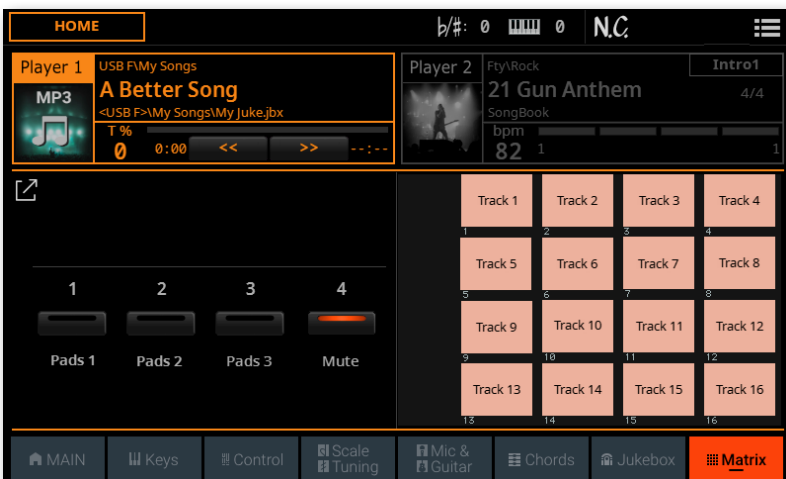 HOME
♭/#: 0
0
N.C.
Player 1
USB F\My Songs
MP3
A Better Song
<USB F>\My Songs\My Juke.jbx
T %
0
0:00
<<
>>
--:--
Player 2
Fty\Rock
Intro1
21 Gun Anthem
4/4
SongBook
bpm
82
1
1
1
2
3
4
Pads 1
Pads 2
Pads 3
Mute
Track 1
Track 2
Track 3
Track 4
1
2
3
4
Track 5
Track 6
Track 7
Track 8
5
6
7
8
Track 9
Track 10
Track 11
Track 12
9
10
11
12
Track 13
Track 14
Track 15
Track 16
13
14
15
16
MAIN
Keys
Control
Scale
Tuning
Mic &
Guitar
Chords
Jukebox
Matrix